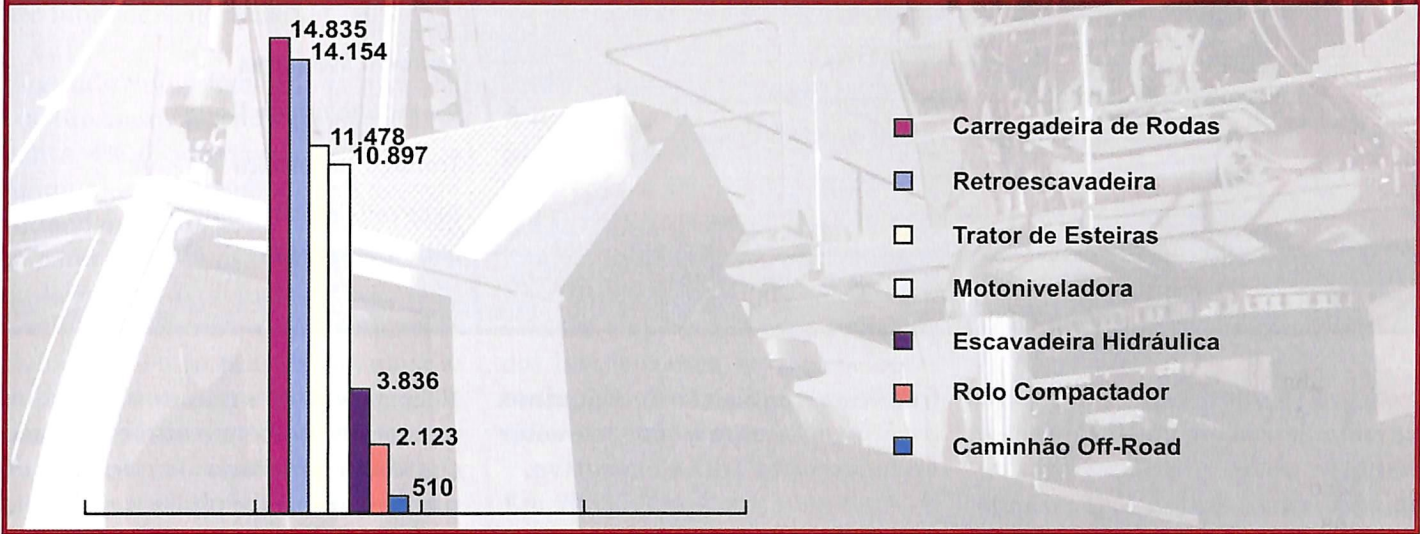 14.835
14.154
11.478
10.897
3.836
2.123
510
Carregadeira de Rodas
Retroescavadeira
Trator de Esteiras
Motoniveladora
Escavadeira Hidráulica
Rolo Compactador
Caminhão Off-Road